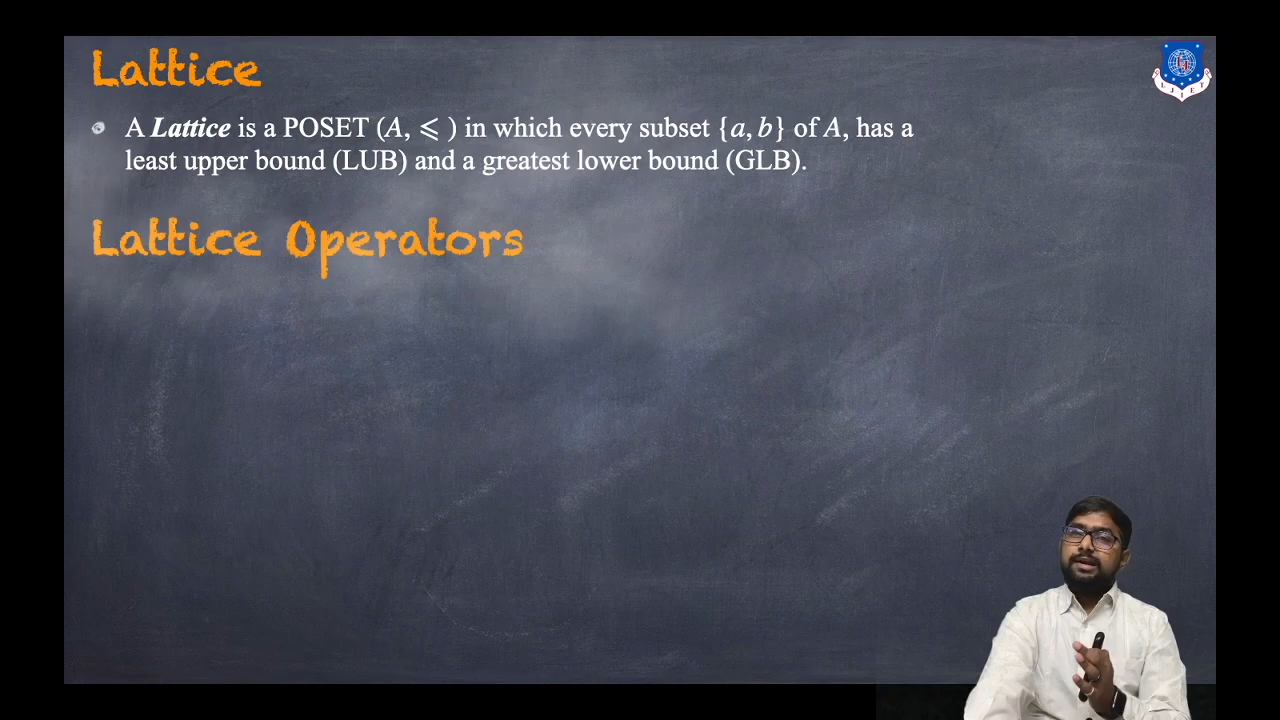 Lattice
A Lattice is a POSET (A, ⩽ ) in which every subset {a, b} of A, has a
least upper bound (LUB) and a greatest lower bound (GLB).
Lattice Operators
LJIET